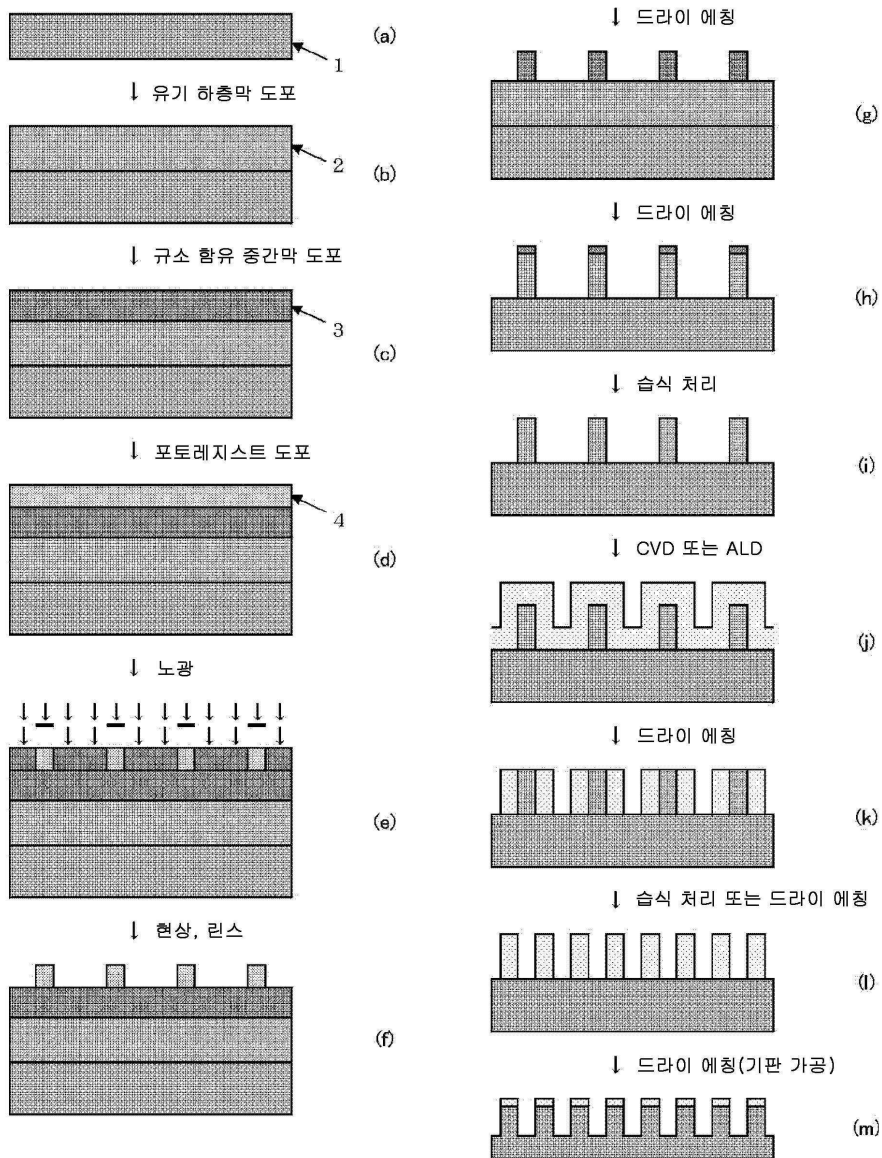 (a)
1
↓ 유기 하층막 도포
2
(b)
↓ 규소 함유 중간막 도포
3
(c)
↓ 포토레지스트 도포
4
(d)
↓ 노광
(e)
↓ 현상, 린스
(f)
↓ 드라이 에칭
(g)
↓ 드라이 에칭
(h)
↓ 습식 처리
(i)
↓ CVD 또는 ALD
(j)
↓ 드라이 에칭
(k)
↓ 습식 처리 또는 드라이 에칭
(l)
↓ 드라이 에칭(기판 가공)
(m)